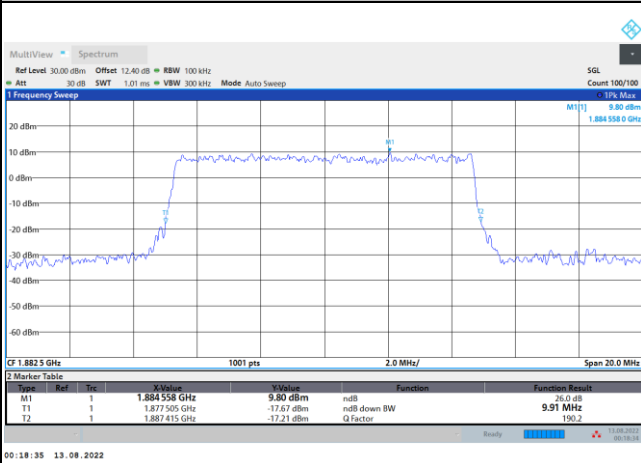 MultiView Spectrum
Ref Level 30.00 dBm Offset 12.40 dB RBW 100 kHz SGL
Att 30 dB SWT 1.01 ms VBW 300 kHz Mode Auto Sweep Count 100/100
1 Frequency Sweep 1Pk Max
M1[1] 9.80 dBm
1.884 558 0 GHz
20 dBm
M1
10 dBm
0 dBm
-10 dBm
T1 T2
-20 dBm
-30 dBm
-40 dBm
-50 dBm
-60 dBm
CF 1.882 5 GHz 1001 pts 2.0 MHz/ Span 20.0 MHz
2 Marker Table
Type Ref Trc X-Value Y-Value Function Function Result
M1 1 1.884 558 GHz 9.80 dBm ndB 26.0 dB
T1 1 1.877 505 GHz -17.67 dBm ndB down BW 9.91 MHz
T2 1 1.887 415 GHz -17.21 dBm Q Factor 190.2
Ready 13.08.2022
00:18:34
00:18:35 13.08.2022